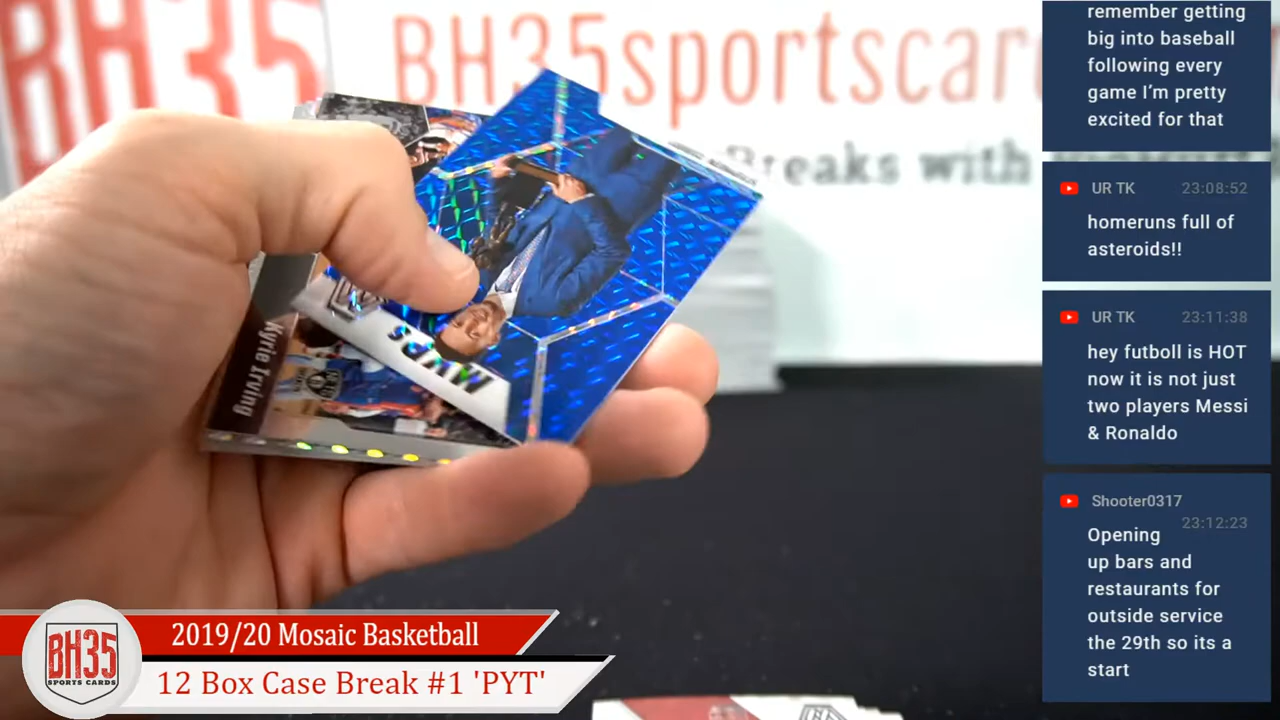 BH35
BH35sportscar
Breaks with
MVPs
Kyrie Irving
remember getting
big into baseball
following every
game I'm pretty
excited for that
UR TK 23:08:52
homeruns full of
asteroids!!
UR TK 23:11:38
hey futboll is HOT
now it is not just
two players Messi
& Ronaldo
Shooter0317
23:12:23
Opening
up bars and
restaurants for
outside service
the 29th so its a
start
BH35
SPORTS CARDS
2019/20 Mosaic Basketball
12 Box Case Break #1 'PYT'